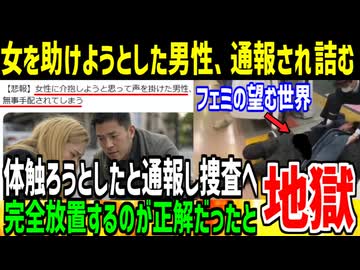 女を助けようとした男性、通報され詰む
【悲報】女性に介抱しようと思って声を掛けた男性、
無事手配されてしまう
フェミの望む世界
体触ろうとしたと通報し捜査へ
完全放置するのが正解だったと
地獄